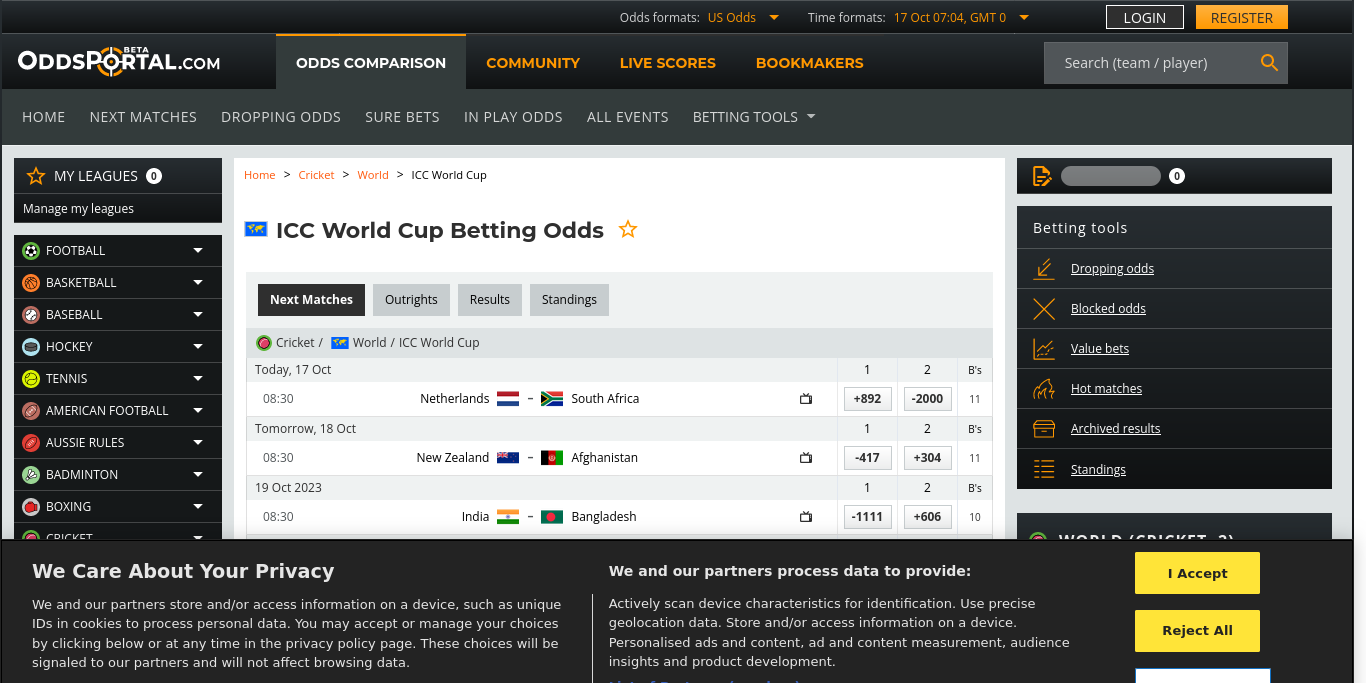 Odds formats: US Odds Time formats: 17 Oct 07:04, GMT 0 LOGIN REGISTER
ODDSPORTAL.COM BETA ODDS COMPARISON COMMUNITY LIVE SCORES BOOKMAKERS Search (team / player)
HOME NEXT MATCHES DROPPING ODDS SURE BETS IN PLAY ODDS ALL EVENTS BETTING TOOLS
MY LEAGUES 0
Manage my leagues
FOOTBALL
BASKETBALL
BASEBALL
HOCKEY
TENNIS
AMERICAN FOOTBALL
AUSSIE RULES
BADMINTON
BOXING
CRICKET
Home > Cricket > World > ICC World Cup
ICC World Cup Betting Odds
Next Matches Outrights Results Standings
Cricket / World / ICC World Cup
Today, 17 Oct 1 2 B's
08:30 Netherlands – South Africa +892 -2000 11
Tomorrow, 18 Oct 1 2 B's
08:30 New Zealand – Afghanistan -417 +304 11
19 Oct 2023 1 2 B's
08:30 India – Bangladesh -1111 +606 10
0
Betting tools
Dropping odds
Blocked odds
Value bets
Hot matches
Archived results
Standings
We Care About Your Privacy
We and our partners store and/or access information on a device, such as unique
IDs in cookies to process personal data. You may accept or manage your choices
by clicking below or at any time in the privacy policy page. These choices will be
signaled to our partners and will not affect browsing data.
We and our partners process data to provide:
Actively scan device characteristics for identification. Use precise
geolocation data. Store and/or access information on a device.
Personalised ads and content, ad and content measurement, audience
insights and product development.
I Accept
Reject All